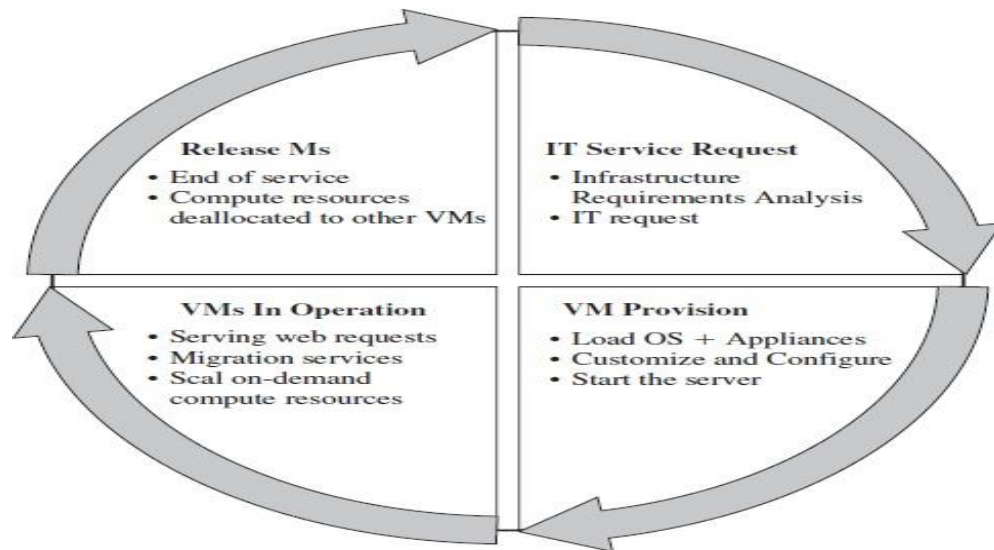 Release Ms
• End of service
• Compute resources
deallocated to other VMs
IT Service Request
• Infrastructure
Requirements Analysis
• IT request
VMs In Operation
• Serving web requests
• Migration services
• Scal on-demand
compute resources
VM Provision
• Load OS + Appliances
• Customize and Configure
• Start the server